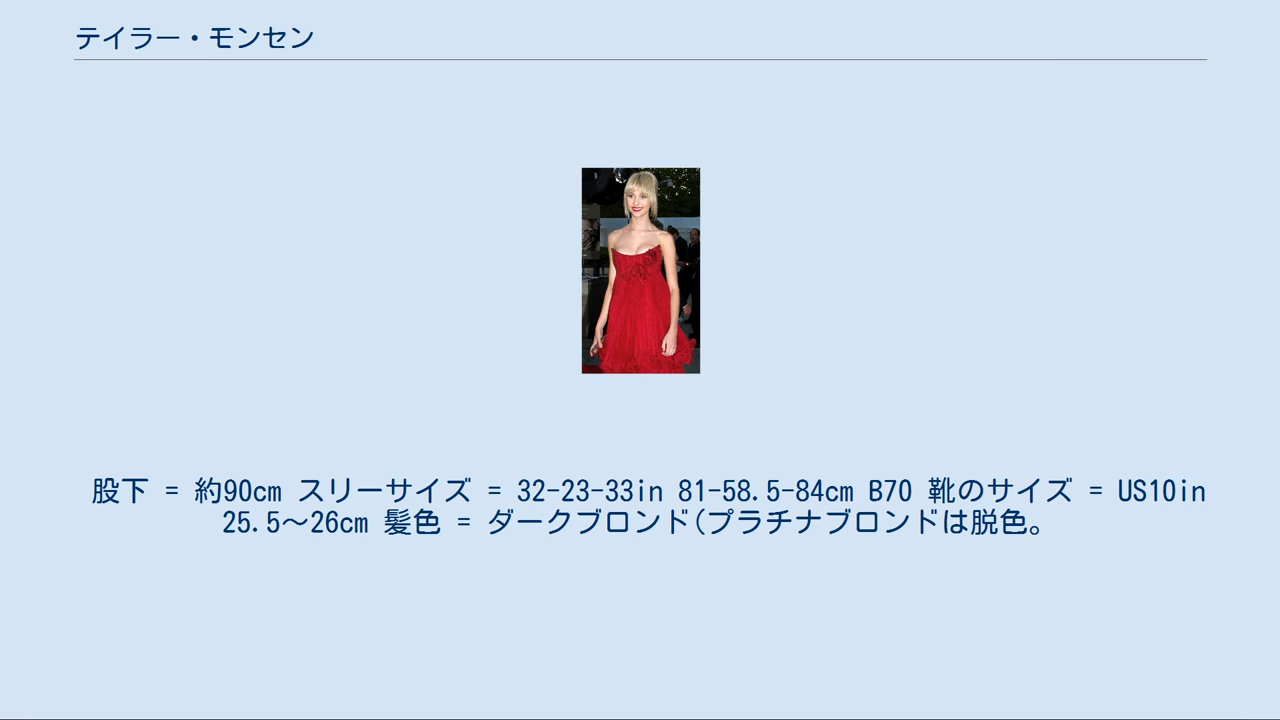 テイラー・モンセン
股下 = 約90cm スリーサイズ = 32-23-33in 81-58.5-84cm B70 靴のサイズ = US10in
25.5〜26cm 髪色 = ダークブロンド(プラチナブロンドは脱色。